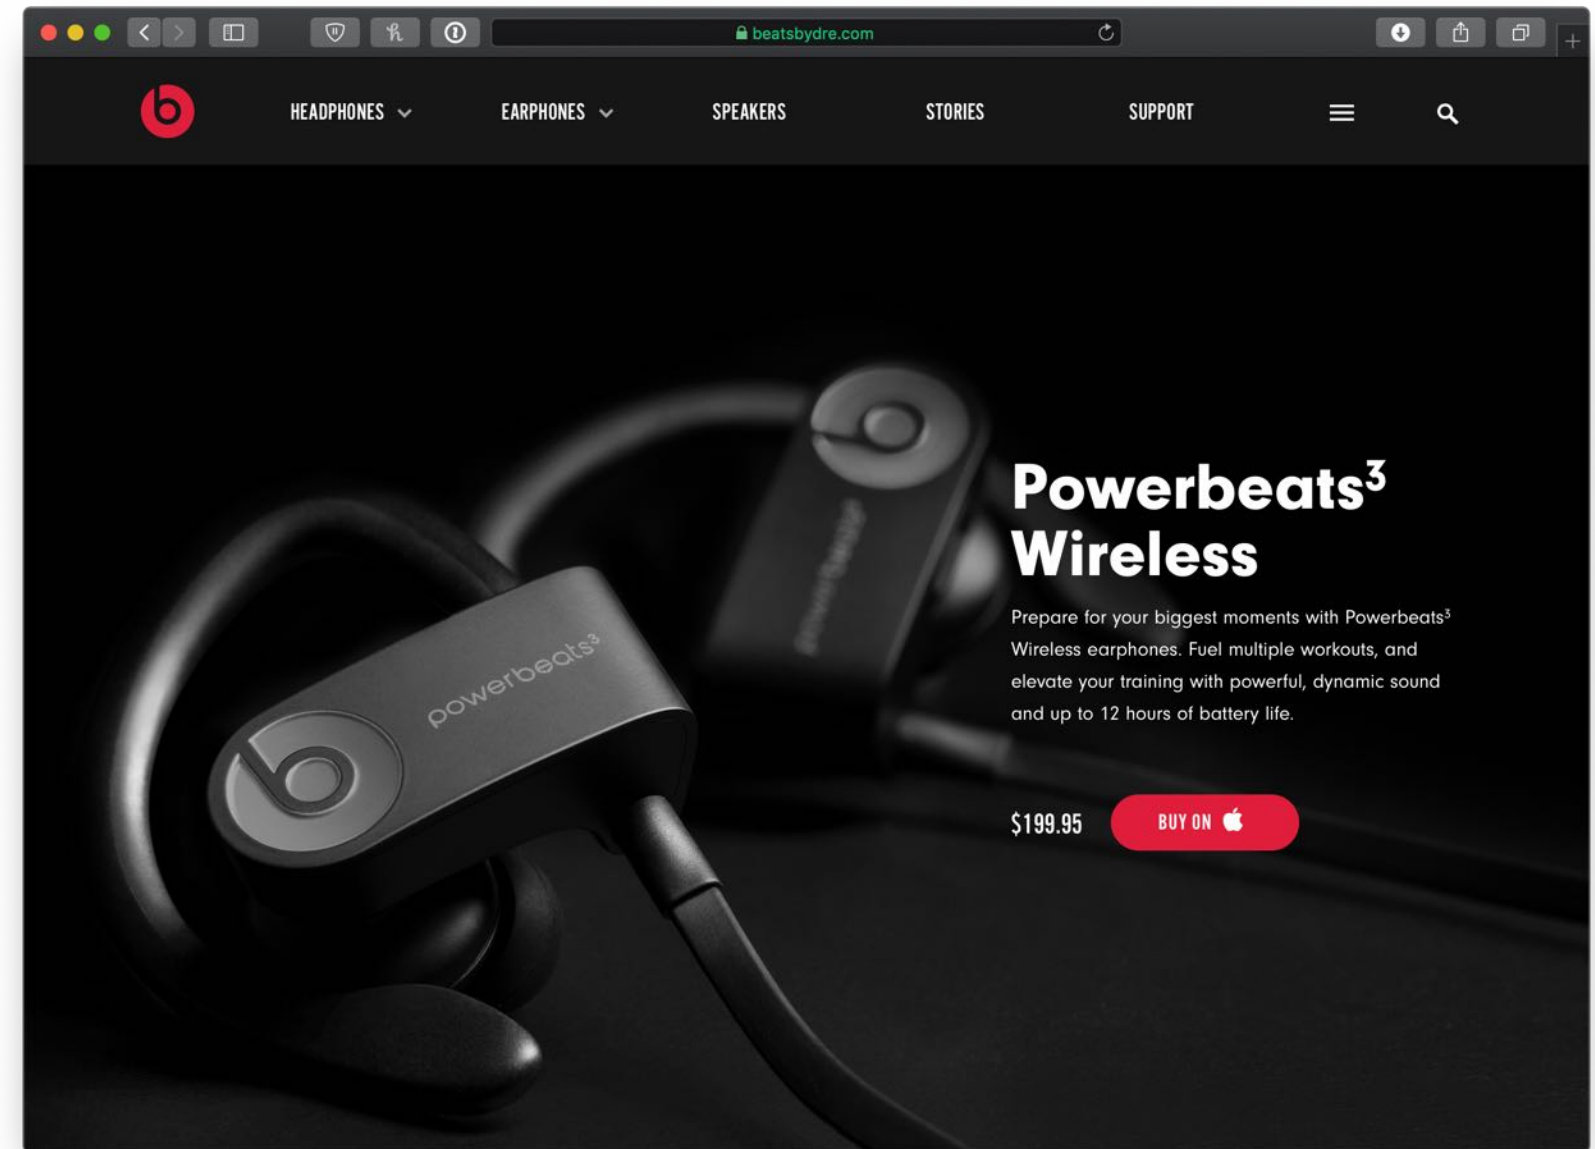 beatsbydre.com
HEADPHONES
EARPHONES
SPEAKERS
STORIES
SUPPORT
Powerbeats³
Wireless
Prepare for your biggest moments with Powerbeats³
Wireless earphones. Fuel multiple workouts, and
elevate your training with powerful, dynamic sound
and up to 12 hours of battery life.
$199.95
BUY ON
powerbeats³
powerbeats³